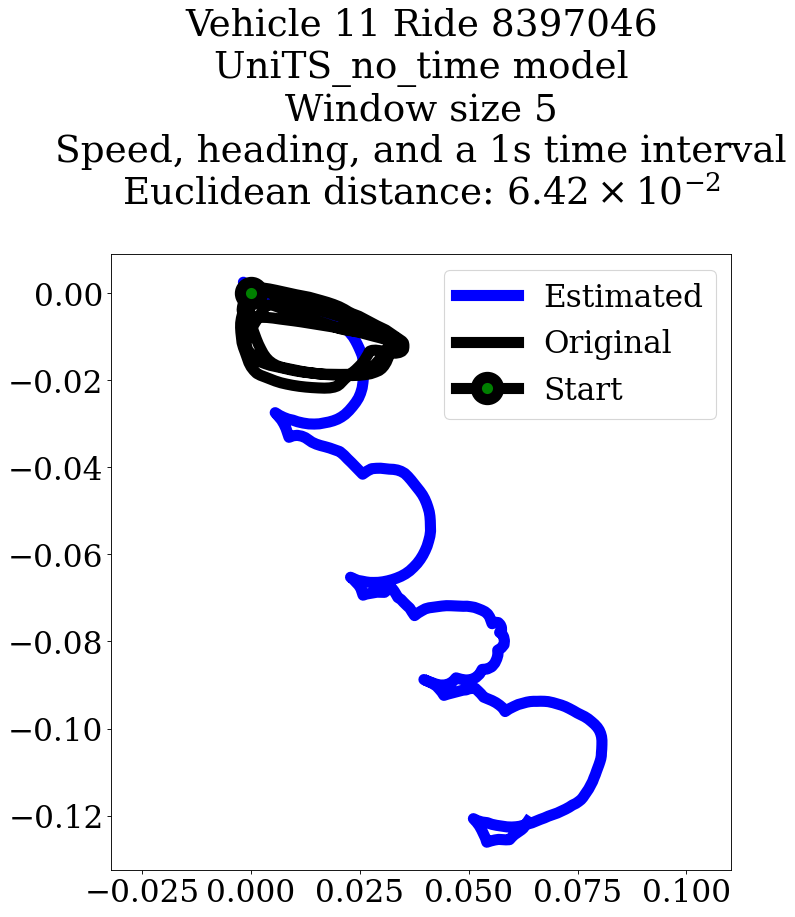 Vehicle 11 Ride 8397046
UniTS_no_time model
Window size 5
Speed, heading, and a 1s time interval
Euclidean distance: 6.42 × 10⁻²
Estimated
Original
Start
0.00
−0.02
−0.04
−0.06
−0.08
−0.10
−0.12
−0.025 0.000 0.025 0.050 0.075 0.100